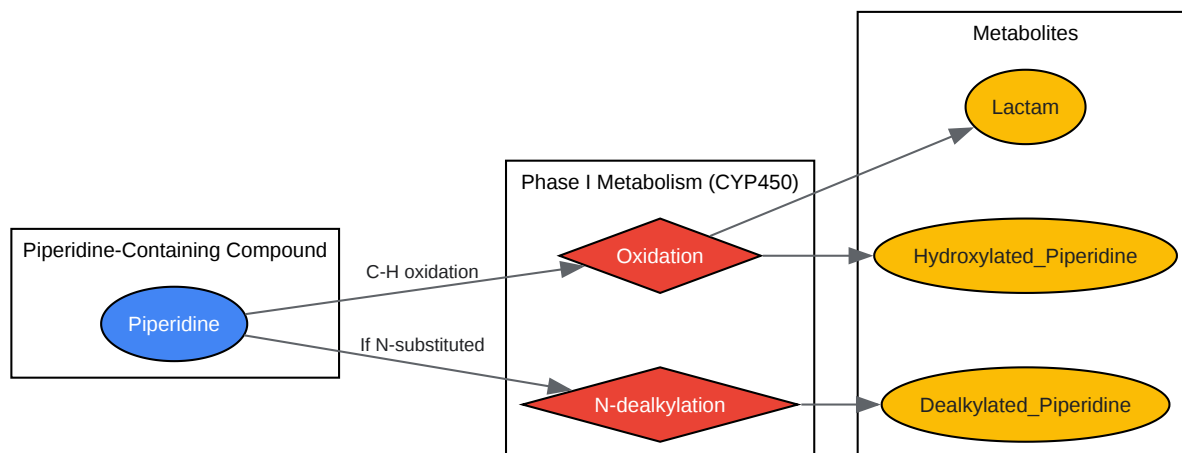 Metabolites
Lactam
Phase I Metabolism (CYP450)
Piperidine-Containing Compound
Oxidation
Hydroxylated_Piperidine
C-H oxidation
Piperidine
If N-substituted
N-dealkylation
Dealkylated_Piperidine